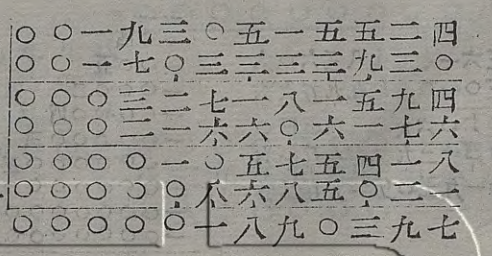 ○○一九三○五一五五二四
○○一七○三三三三九三○
○○○二二七一八一五九四
○○○二一六六○六一七六
○○○○一○五七五四一八
○○○○○八六八五○二一
○○○○○一八九○三九七